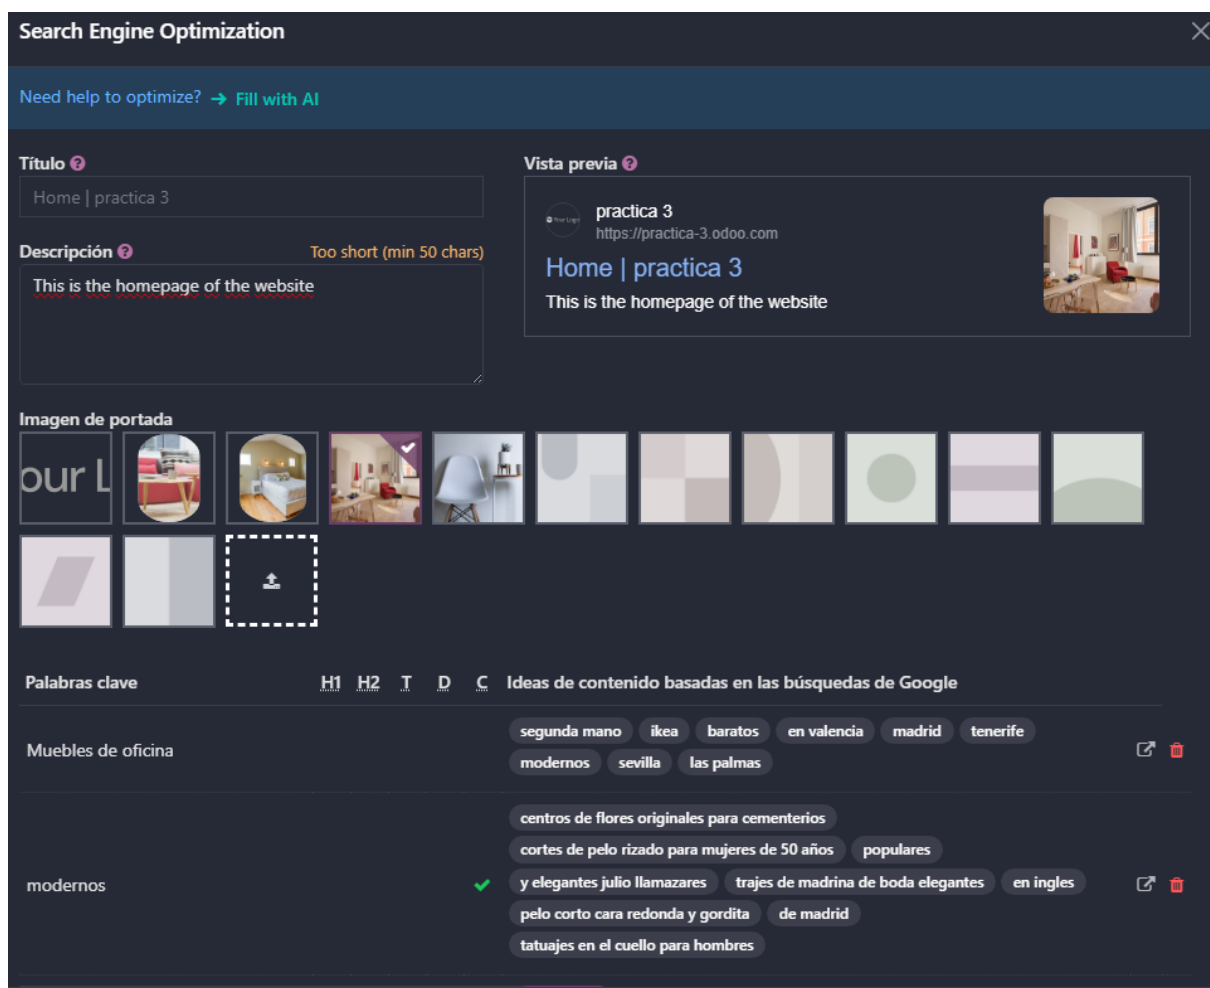 Search Engine Optimization
Need help to optimize? → Fill with AI
Título
Vista previa
Home | practica 3
Your Logo
practica 3
https://practica-3.odoo.com
Home | practica 3
This is the homepage of the website
Descripción
Too short (min 50 chars)
This is the homepage of the website
Imagen de portada
our L
Palabras clave H1 H2 T D C Ideas de contenido basadas en las búsquedas de Google
Muebles de oficina
segunda mano ikea baratos en valencia madrid tenerife
modernos sevilla las palmas
modernos
centros de flores originales para cementerios
cortes de pelo rizado para mujeres de 50 años populares
y elegantes julio llamazares trajes de madrina de boda elegantes en ingles
pelo corto cara redonda y gordita de madrid
tatuajes en el cuello para hombres